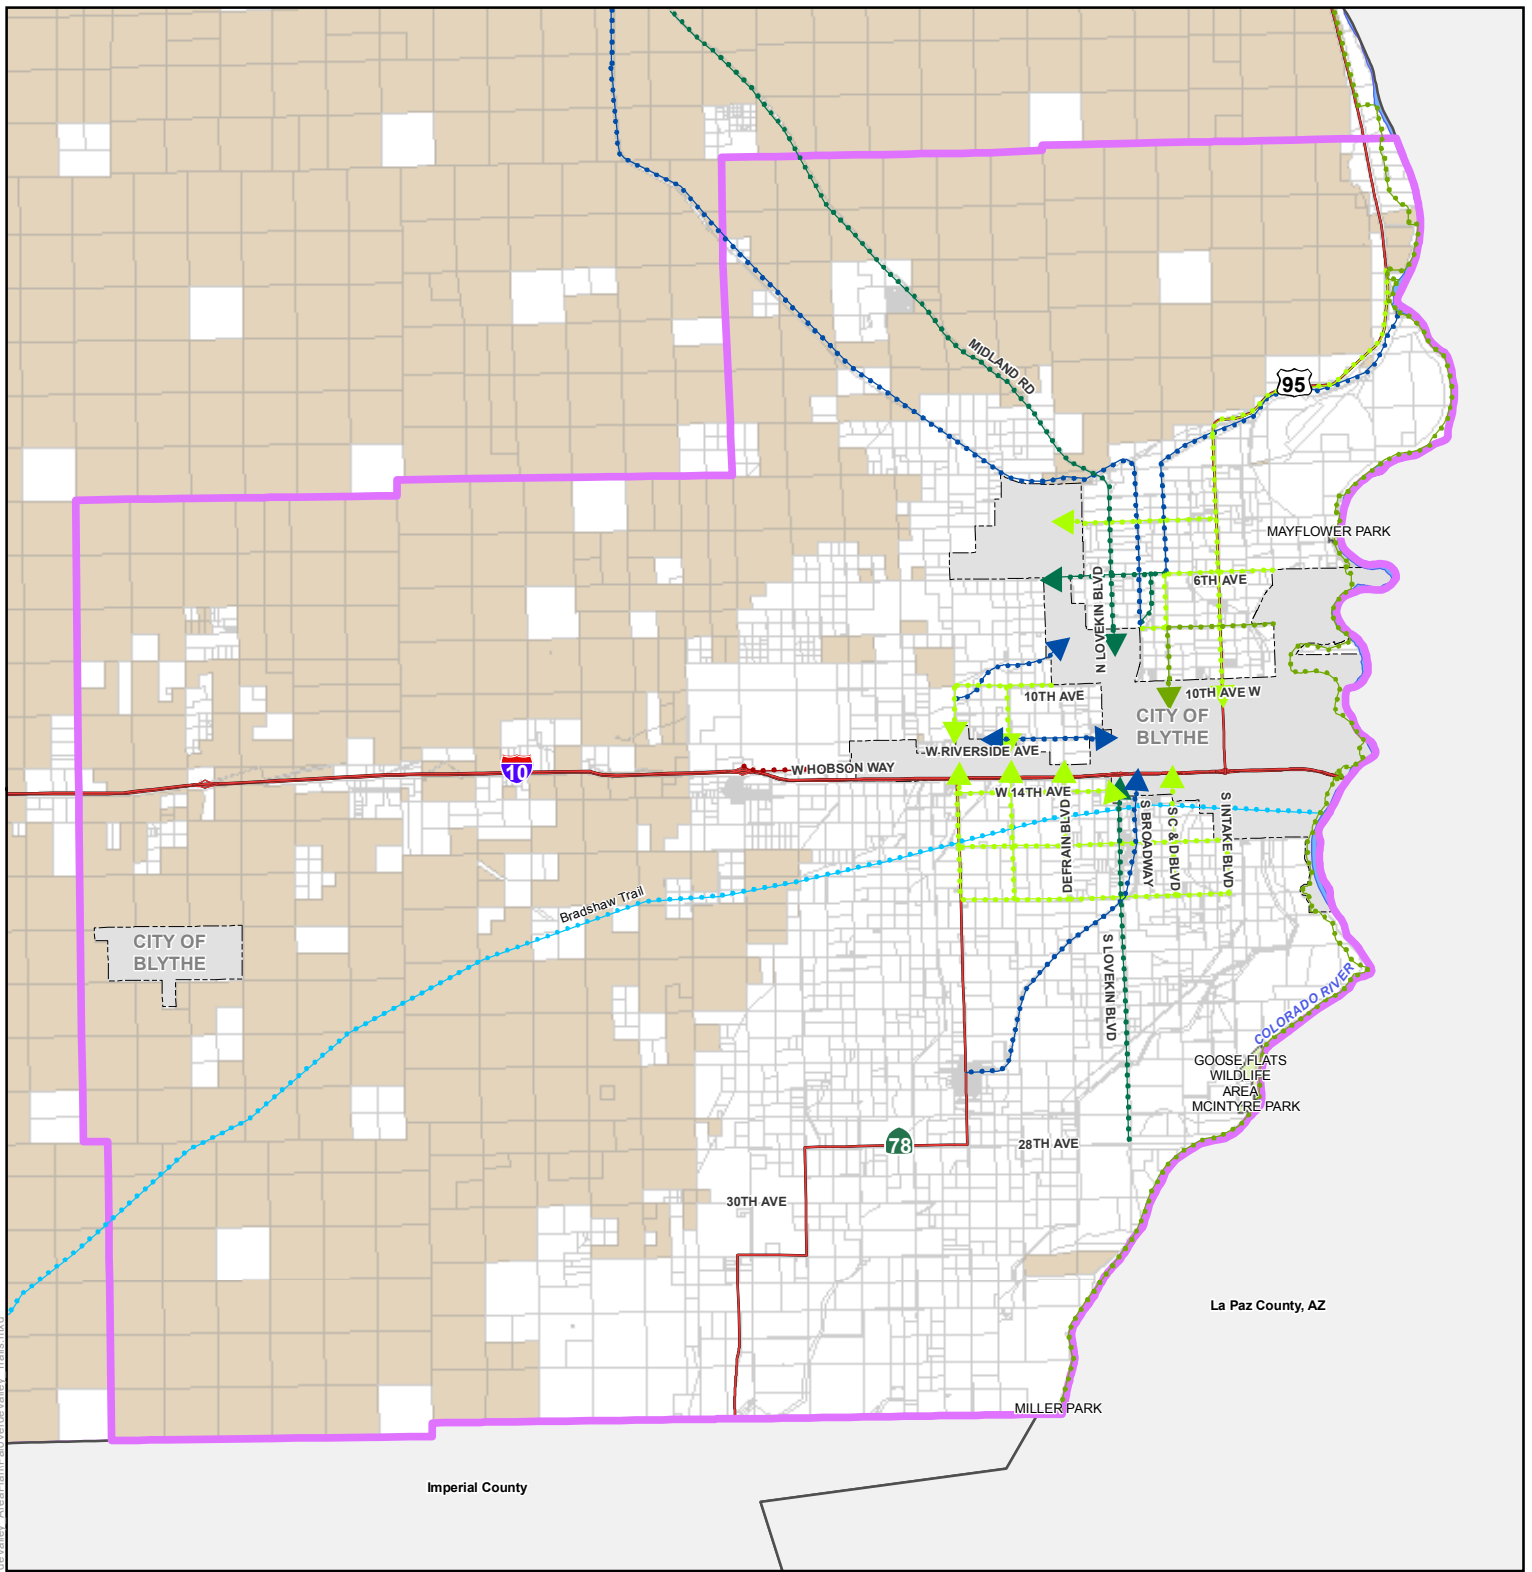 MIDLAND RD
95
MAYFLOWER PARK
N LOVEKIN BLVD
6TH AVE
10TH AVE
10TH AVE W
CITY OF
BLYTHE
W RIVERSIDE AVE
10
W HOBSON WAY
W 14TH AVE
DEFRAIN BLVD
S BROADWAY
S C & D BLVD
S INTAKE BLVD
Bradshaw Trail
CITY OF
BLYTHE
S LOVEKIN BLVD
COLORADO RIVER
GOOSE FLATS
WILDLIFE
AREA
MCINTYRE PARK
78
28TH AVE
30TH AVE
La Paz County, AZ
MILLER PARK
Imperial County